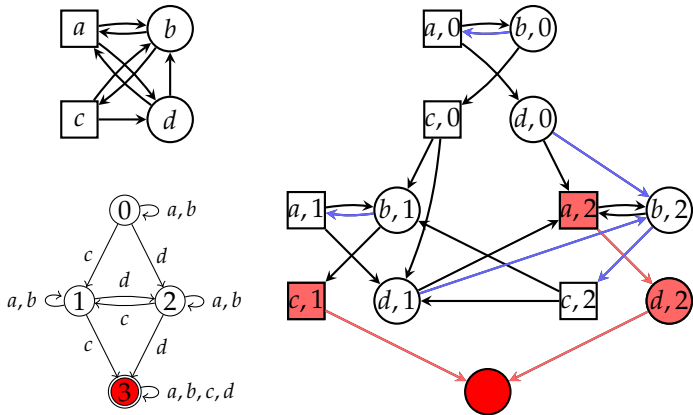 a b
c d
0 a, b
c d
a, b 1 d 2 a, b
c
c d
3 a, b, c, d
a, 0 b, 0
c, 0 d, 0
a, 1 b, 1 a, 2 b, 2
c, 1 d, 1 c, 2 d, 2